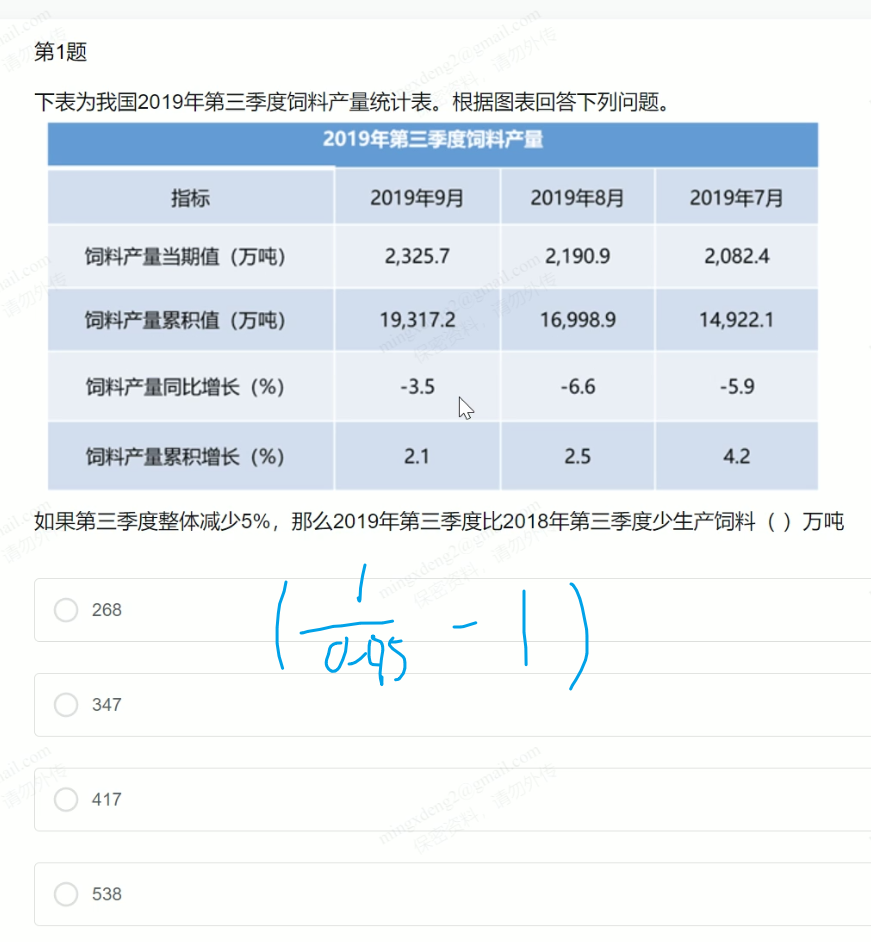 第1题
下表为我国2019年第三季度饲料产量统计表。根据图表回答下列问题。
2019年第三季度饲料产量
指标 2019年9月 2019年8月 2019年7月
饲料产量当期值（万吨） 2,325.7 2,190.9 2,082.4
饲料产量累积值（万吨） 19,317.2 16,998.9 14,922.1
饲料产量同比增长（%） -3.5 -6.6 -5.9
饲料产量累积增长（%） 2.1 2.5 4.2
如果第三季度整体减少5%，那么2019年第三季度比2018年第三季度少生产饲料（ ）万吨
268
347
417
538
( 1
0.95 - 1 )
mingxdeng2@gmail.com
保密资料，请勿外传